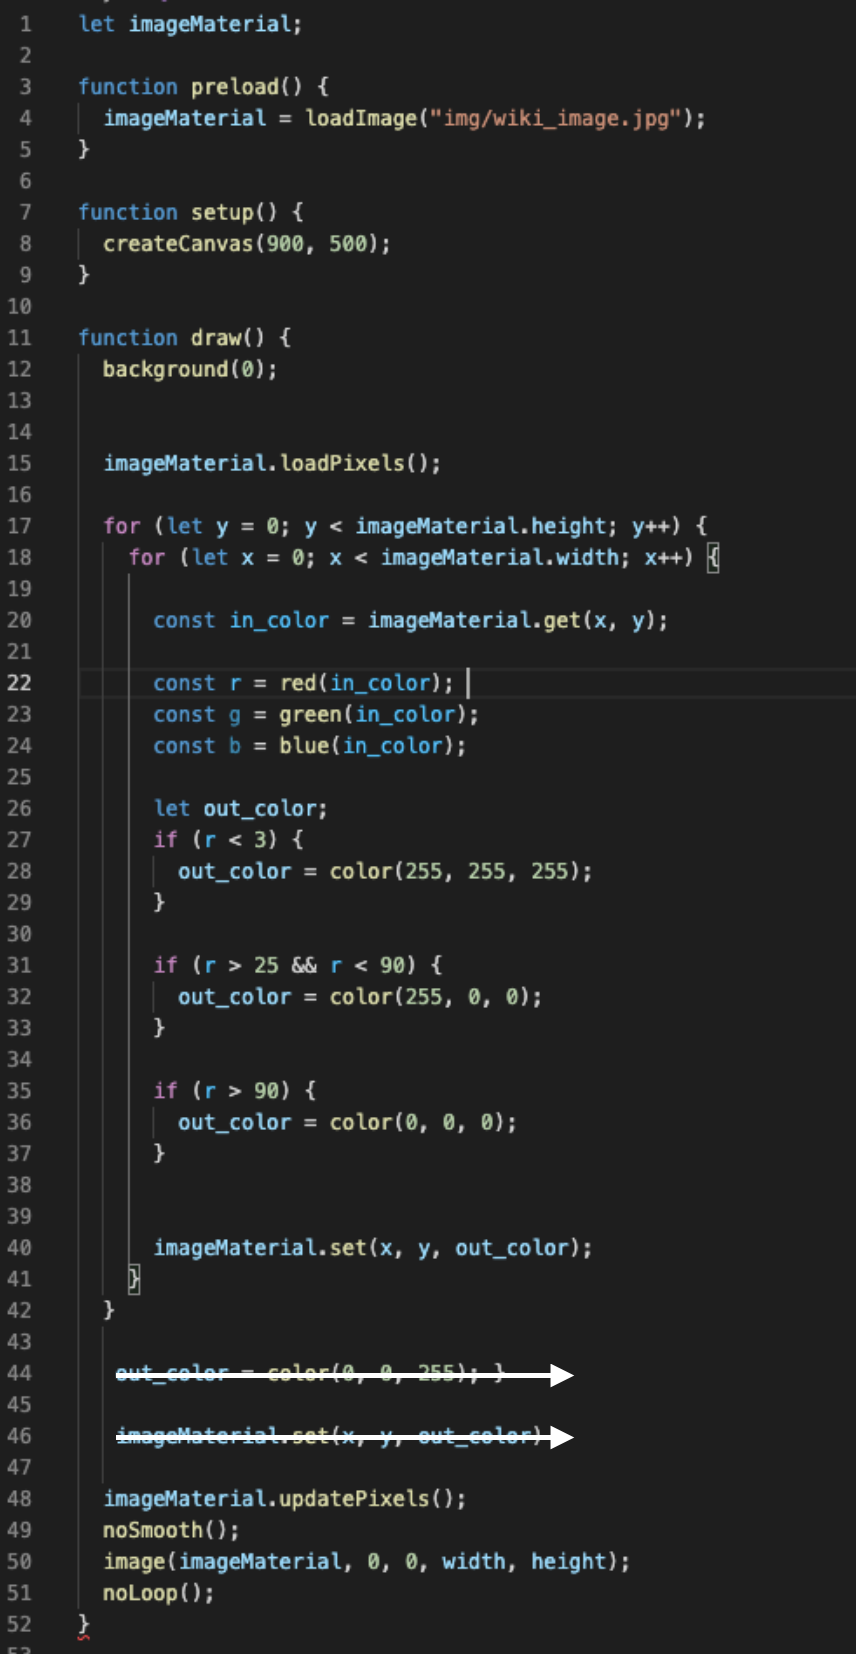 1 let imageMaterial;
2
3 function preload() {
4 imageMaterial = loadImage("img/wiki_image.jpg");
5 }
6
7 function setup() {
8 createCanvas(900, 500);
9 }
10
11 function draw() {
12 background(0);
13
14
15 imageMaterial.loadPixels();
16
17 for (let y = 0; y < imageMaterial.height; y++) {
18 for (let x = 0; x < imageMaterial.width; x++) {
19
20 const in_color = imageMaterial.get(x, y);
21
22 const r = red(in_color);
23 const g = green(in_color);
24 const b = blue(in_color);
25
26 let out_color;
27 if (r < 3) {
28 out_color = color(255, 255, 255);
29 }
30
31 if (r > 25 && r < 90) {
32 out_color = color(255, 0, 0);
33 }
34
35 if (r > 90) {
36 out_color = color(0, 0, 0);
37 }
38
39
40 imageMaterial.set(x, y, out_color);
41 }
42 }
43
44 out_color = color(0, 0, 255); }
45
46 imageMaterial.set(x, y, out_color)
47
48 imageMaterial.updatePixels();
49 noSmooth();
50 image(imageMaterial, 0, 0, width, height);
51 noLoop();
52 }
53